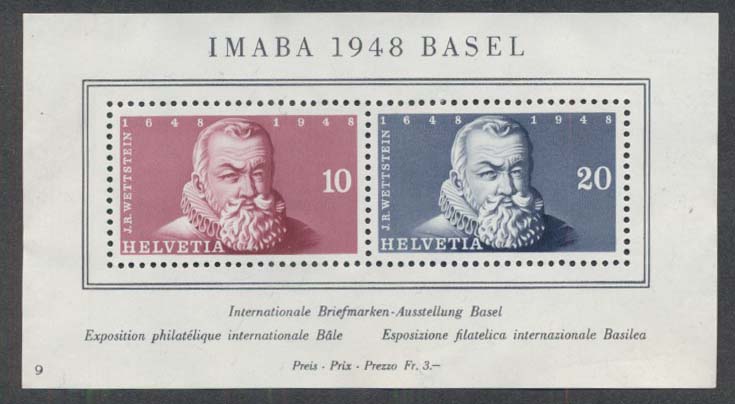 IMABA 1948 BASEL
1648 1948
J.R. WETTSTEIN
10
HELVETIA
1648 1948
J.R. WETTSTEIN
20
HELVETIA
Internationale Briefmarken-Ausstellung Basel
Exposition philatélique internationale Bâle Esposizione filatelica internazionale Basilea
Preis · Prix · Prezzo Fr. 3.–
9